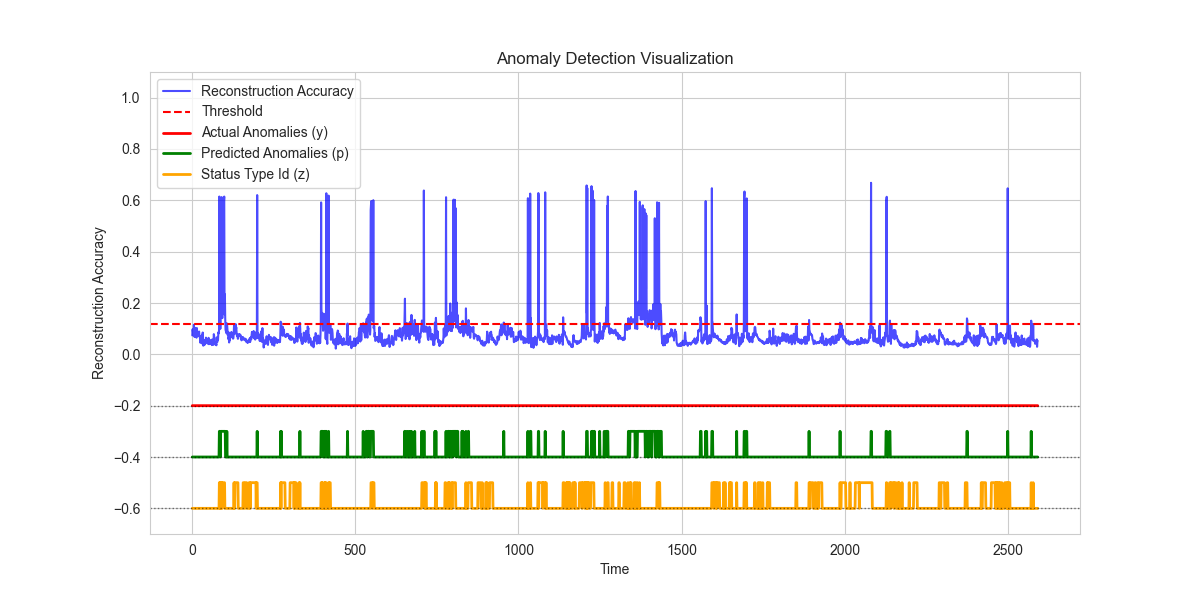 Anomaly Detection Visualization
Reconstruction Accuracy
Threshold
Actual Anomalies (y)
Predicted Anomalies (p)
Status Type Id (z)
Reconstruction Accuracy
1.0
0.8
0.6
0.4
0.2
0.0
−0.2
−0.4
−0.6
0 500 1000 1500 2000 2500
Time